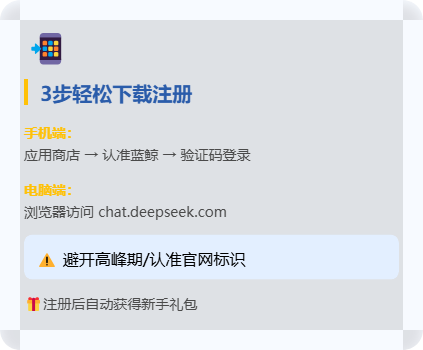 3步轻松下载注册
手机端：
应用商店 → 认准蓝鲸 → 验证码登录
电脑端：
浏览器访问 chat.deepseek.com
⚠️ 避开高峰期/认准官网标识
🎁注册后自动获得新手礼包